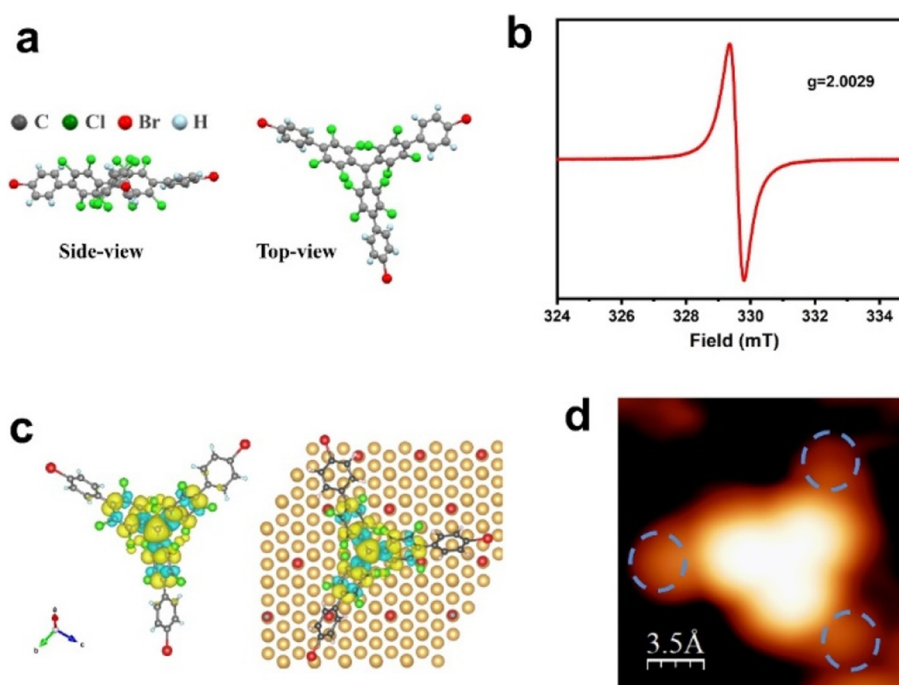 a
C Cl Br H
Side-view
Top-view
b
g=2.0029
324 326 328 330 332 334
Field (mT)
c
a
b
c
d
3.5Å